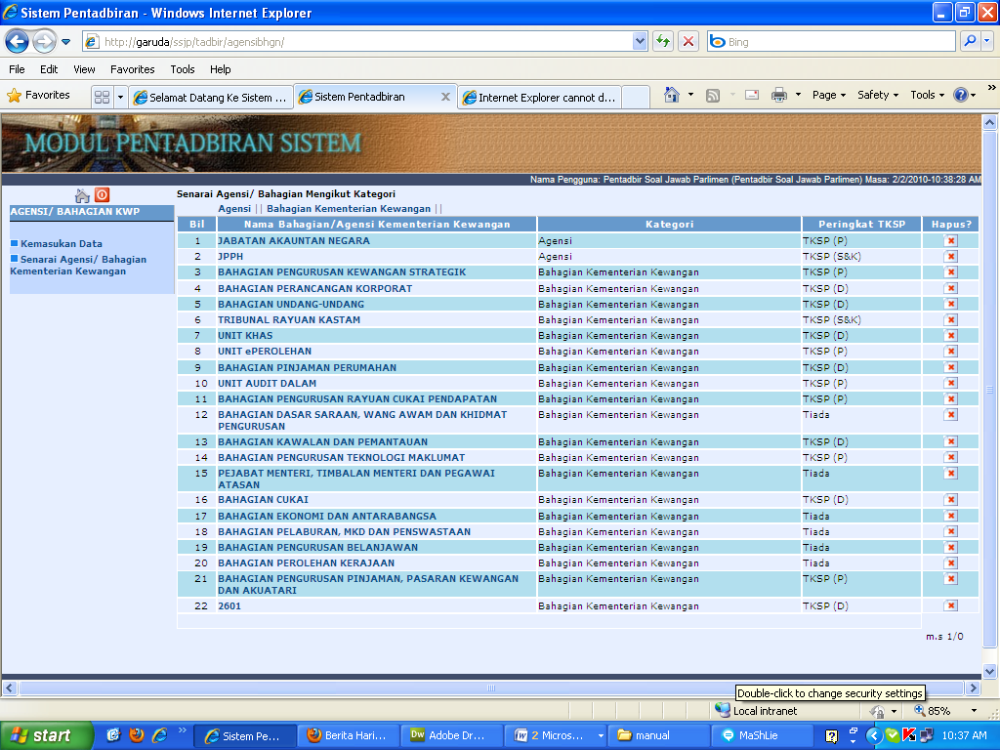 Sistem Pentadbiran - Windows Internet Explorer
http://garuda/ssjp/tadbir/agensibhgn/
Bing
File Edit View Favorites Tools Help
Favorites
Selamat Datang Ke Sistem ...
Sistem Pentadbiran
Internet Explorer cannot d...
Page Safety Tools
MODUL PENTADBIRAN SISTEM
Nama Pengguna: Pentadbir Soal Jawab Parlimen (Pentadbir Soal Jawab Parlimen) Masa: 2/2/2010-10:38:28 AM
AGENSI/ BAHAGIAN KWP
Kemasukan Data
Senarai Agensi/ Bahagian
Kementerian Kewangan
Senarai Agensi/ Bahagian Mengikut Kategori
Agensi || Bahagian Kementerian Kewangan ||
Bil Nama Bahagian/Agensi Kementerian Kewangan Kategori Peringkat TKSP Hapus?
1 JABATAN AKAUNTAN NEGARA Agensi TKSP (P)
2 JPPH Agensi TKSP (S&K)
3 BAHAGIAN PENGURUSAN KEWANGAN STRATEGIK Bahagian Kementerian Kewangan TKSP (P)
4 BAHAGIAN PERANCANGAN KORPORAT Bahagian Kementerian Kewangan TKSP (D)
5 BAHAGIAN UNDANG-UNDANG Bahagian Kementerian Kewangan TKSP (D)
6 TRIBUNAL RAYUAN KASTAM Bahagian Kementerian Kewangan TKSP (S&K)
7 UNIT KHAS Bahagian Kementerian Kewangan TKSP (D)
8 UNIT ePEROLEHAN Bahagian Kementerian Kewangan TKSP (P)
9 BAHAGIAN PINJAMAN PERUMAHAN Bahagian Kementerian Kewangan TKSP (D)
10 UNIT AUDIT DALAM Bahagian Kementerian Kewangan TKSP (P)
11 BAHAGIAN PENGURUSAN RAYUAN CUKAI PENDAPATAN Bahagian Kementerian Kewangan TKSP (P)
12 BAHAGIAN DASAR SARAAN, WANG AWAM DAN KHIDMAT Bahagian Kementerian Kewangan Tiada
PENGURUSAN
13 BAHAGIAN KAWALAN DAN PEMANTAUAN Bahagian Kementerian Kewangan TKSP (D)
14 BAHAGIAN PENGURUSAN TEKNOLOGI MAKLUMAT Bahagian Kementerian Kewangan TKSP (P)
15 PEJABAT MENTERI, TIMBALAN MENTERI DAN PEGAWAI Bahagian Kementerian Kewangan Tiada
ATASAN
16 BAHAGIAN CUKAI Bahagian Kementerian Kewangan TKSP (D)
17 BAHAGIAN EKONOMI DAN ANTARABANGSA Bahagian Kementerian Kewangan Tiada
18 BAHAGIAN PELABURAN, MKD DAN PENSWASTAAN Bahagian Kementerian Kewangan Tiada
19 BAHAGIAN PENGURUSAN BELANJAWAN Bahagian Kementerian Kewangan Tiada
20 BAHAGIAN PEROLEHAN KERAJAAN Bahagian Kementerian Kewangan Tiada
21 BAHAGIAN PENGURUSAN PINJAMAN, PASARAN KEWANGAN Bahagian Kementerian Kewangan TKSP (P)
DAN AKUATARI
22 2601 Bahagian Kementerian Kewangan TKSP (D)
m.s 1/0
Double-click to change security settings
Local intranet 85%
start Sistem Pe... Berita Hari... Adobe Dr... 2 Micros... manual MaShLie 10:37 AM